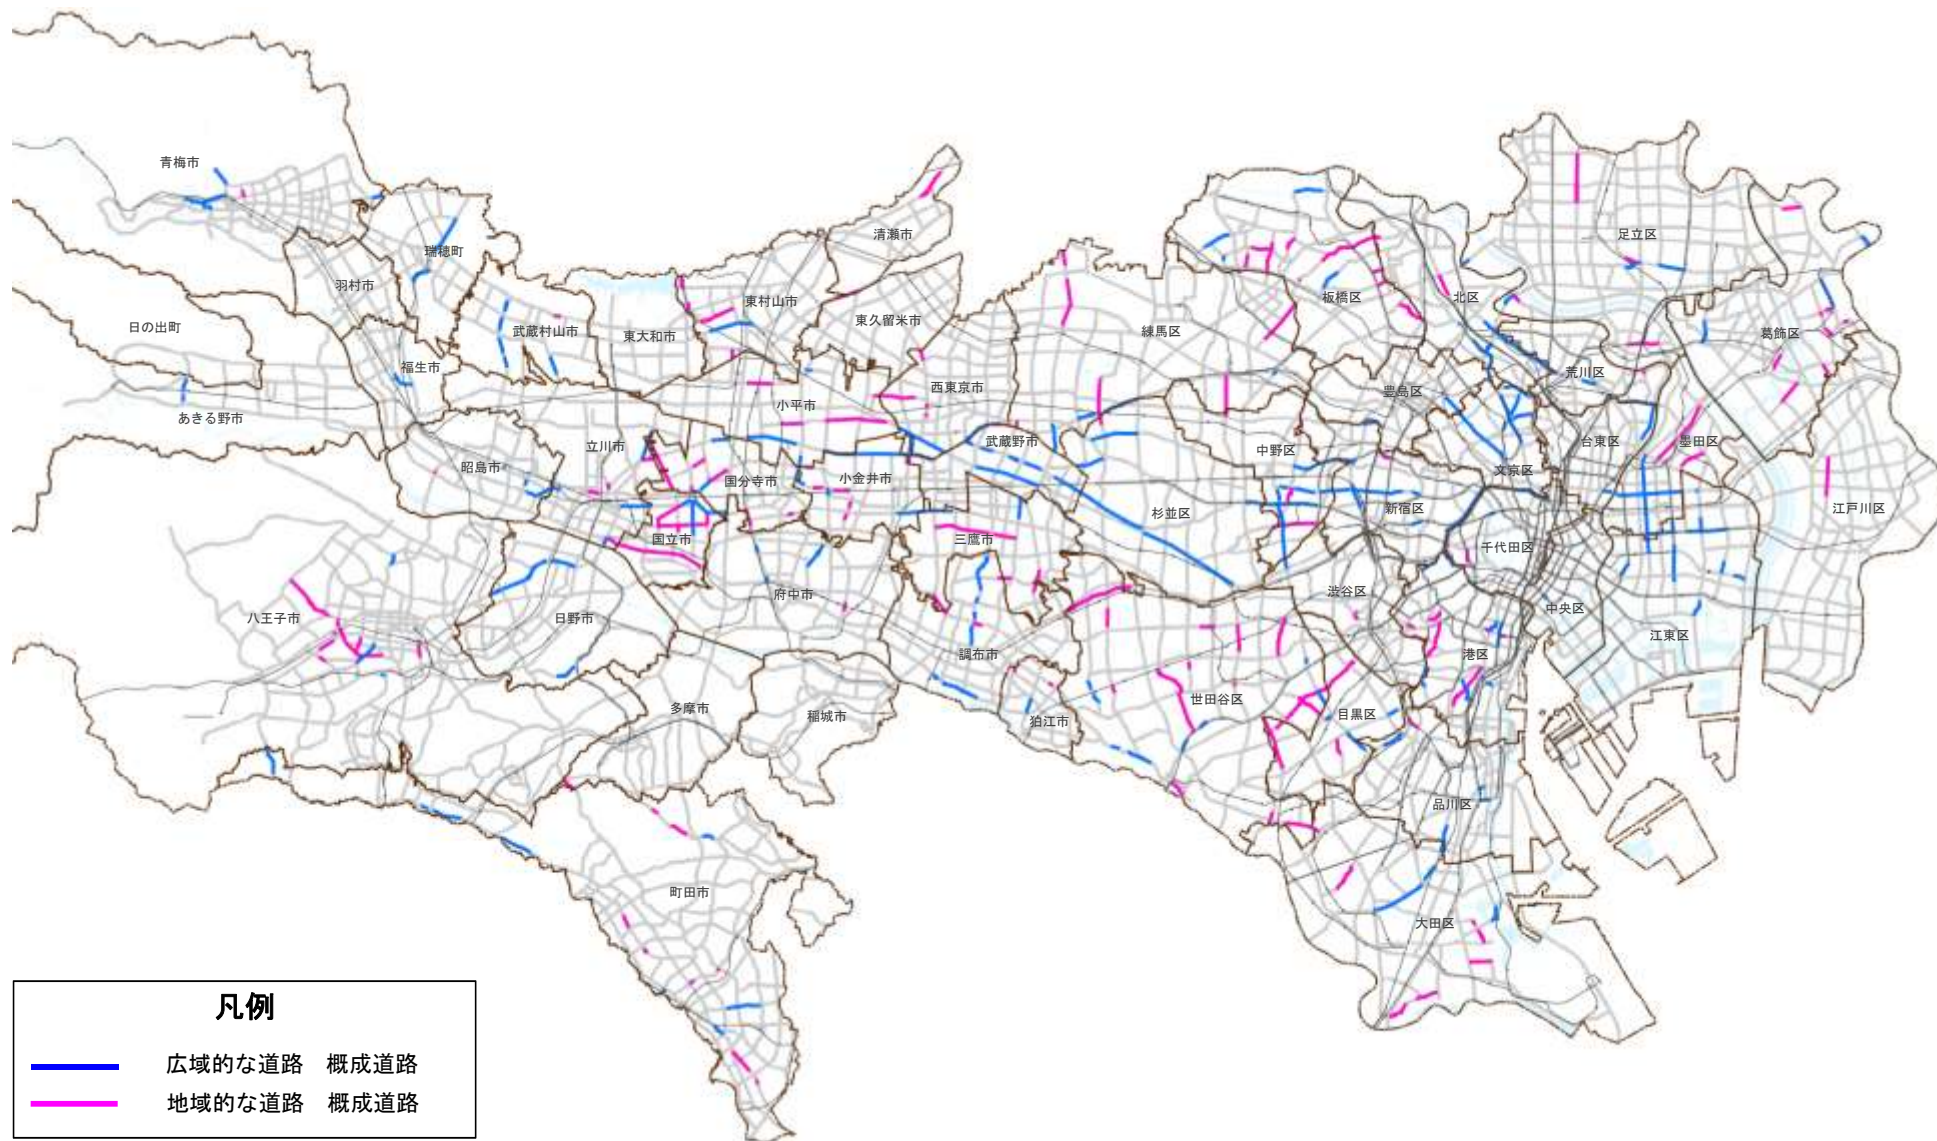 青梅市
清瀬市
足立区
瑞穂町
羽村市
東村山市
板橋区
北区
日の出町
武蔵村山市
東大和市
東久留米市
練馬区
葛飾区
福生市
荒川区
西東京市
豊島区
あきる野市
小平市
立川市
武蔵野市
中野区
台東区
墨田区
昭島市
国分寺市
小金井市
文京区
杉並区
新宿区
江戸川区
国立市
三鷹市
千代田区
八王子市
日野市
府中市
渋谷区
中央区
江東区
調布市
港区
多摩市
稲城市
狛江市
世田谷区
目黒区
品川区
町田市
大田区
凡例
広域的な道路　概成道路
地域的な道路　概成道路